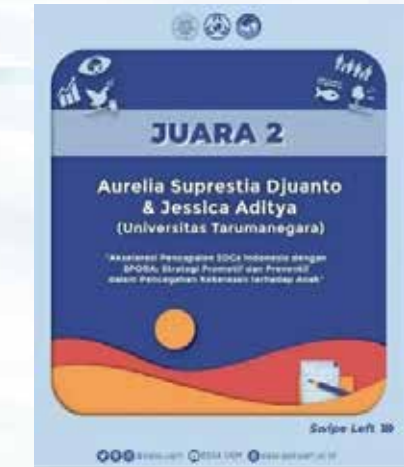 JUARA 2
Aurelia Suprestia Djuanto
& Jessica Aditya
(Universitas Tarumanegara)
"Akselerasi Pencapaian SDGs Indonesia dengan
Strategi Promotif dan Preventif
dalam Pencegahan Kekerasan terhadap Anak"
Swipe Left